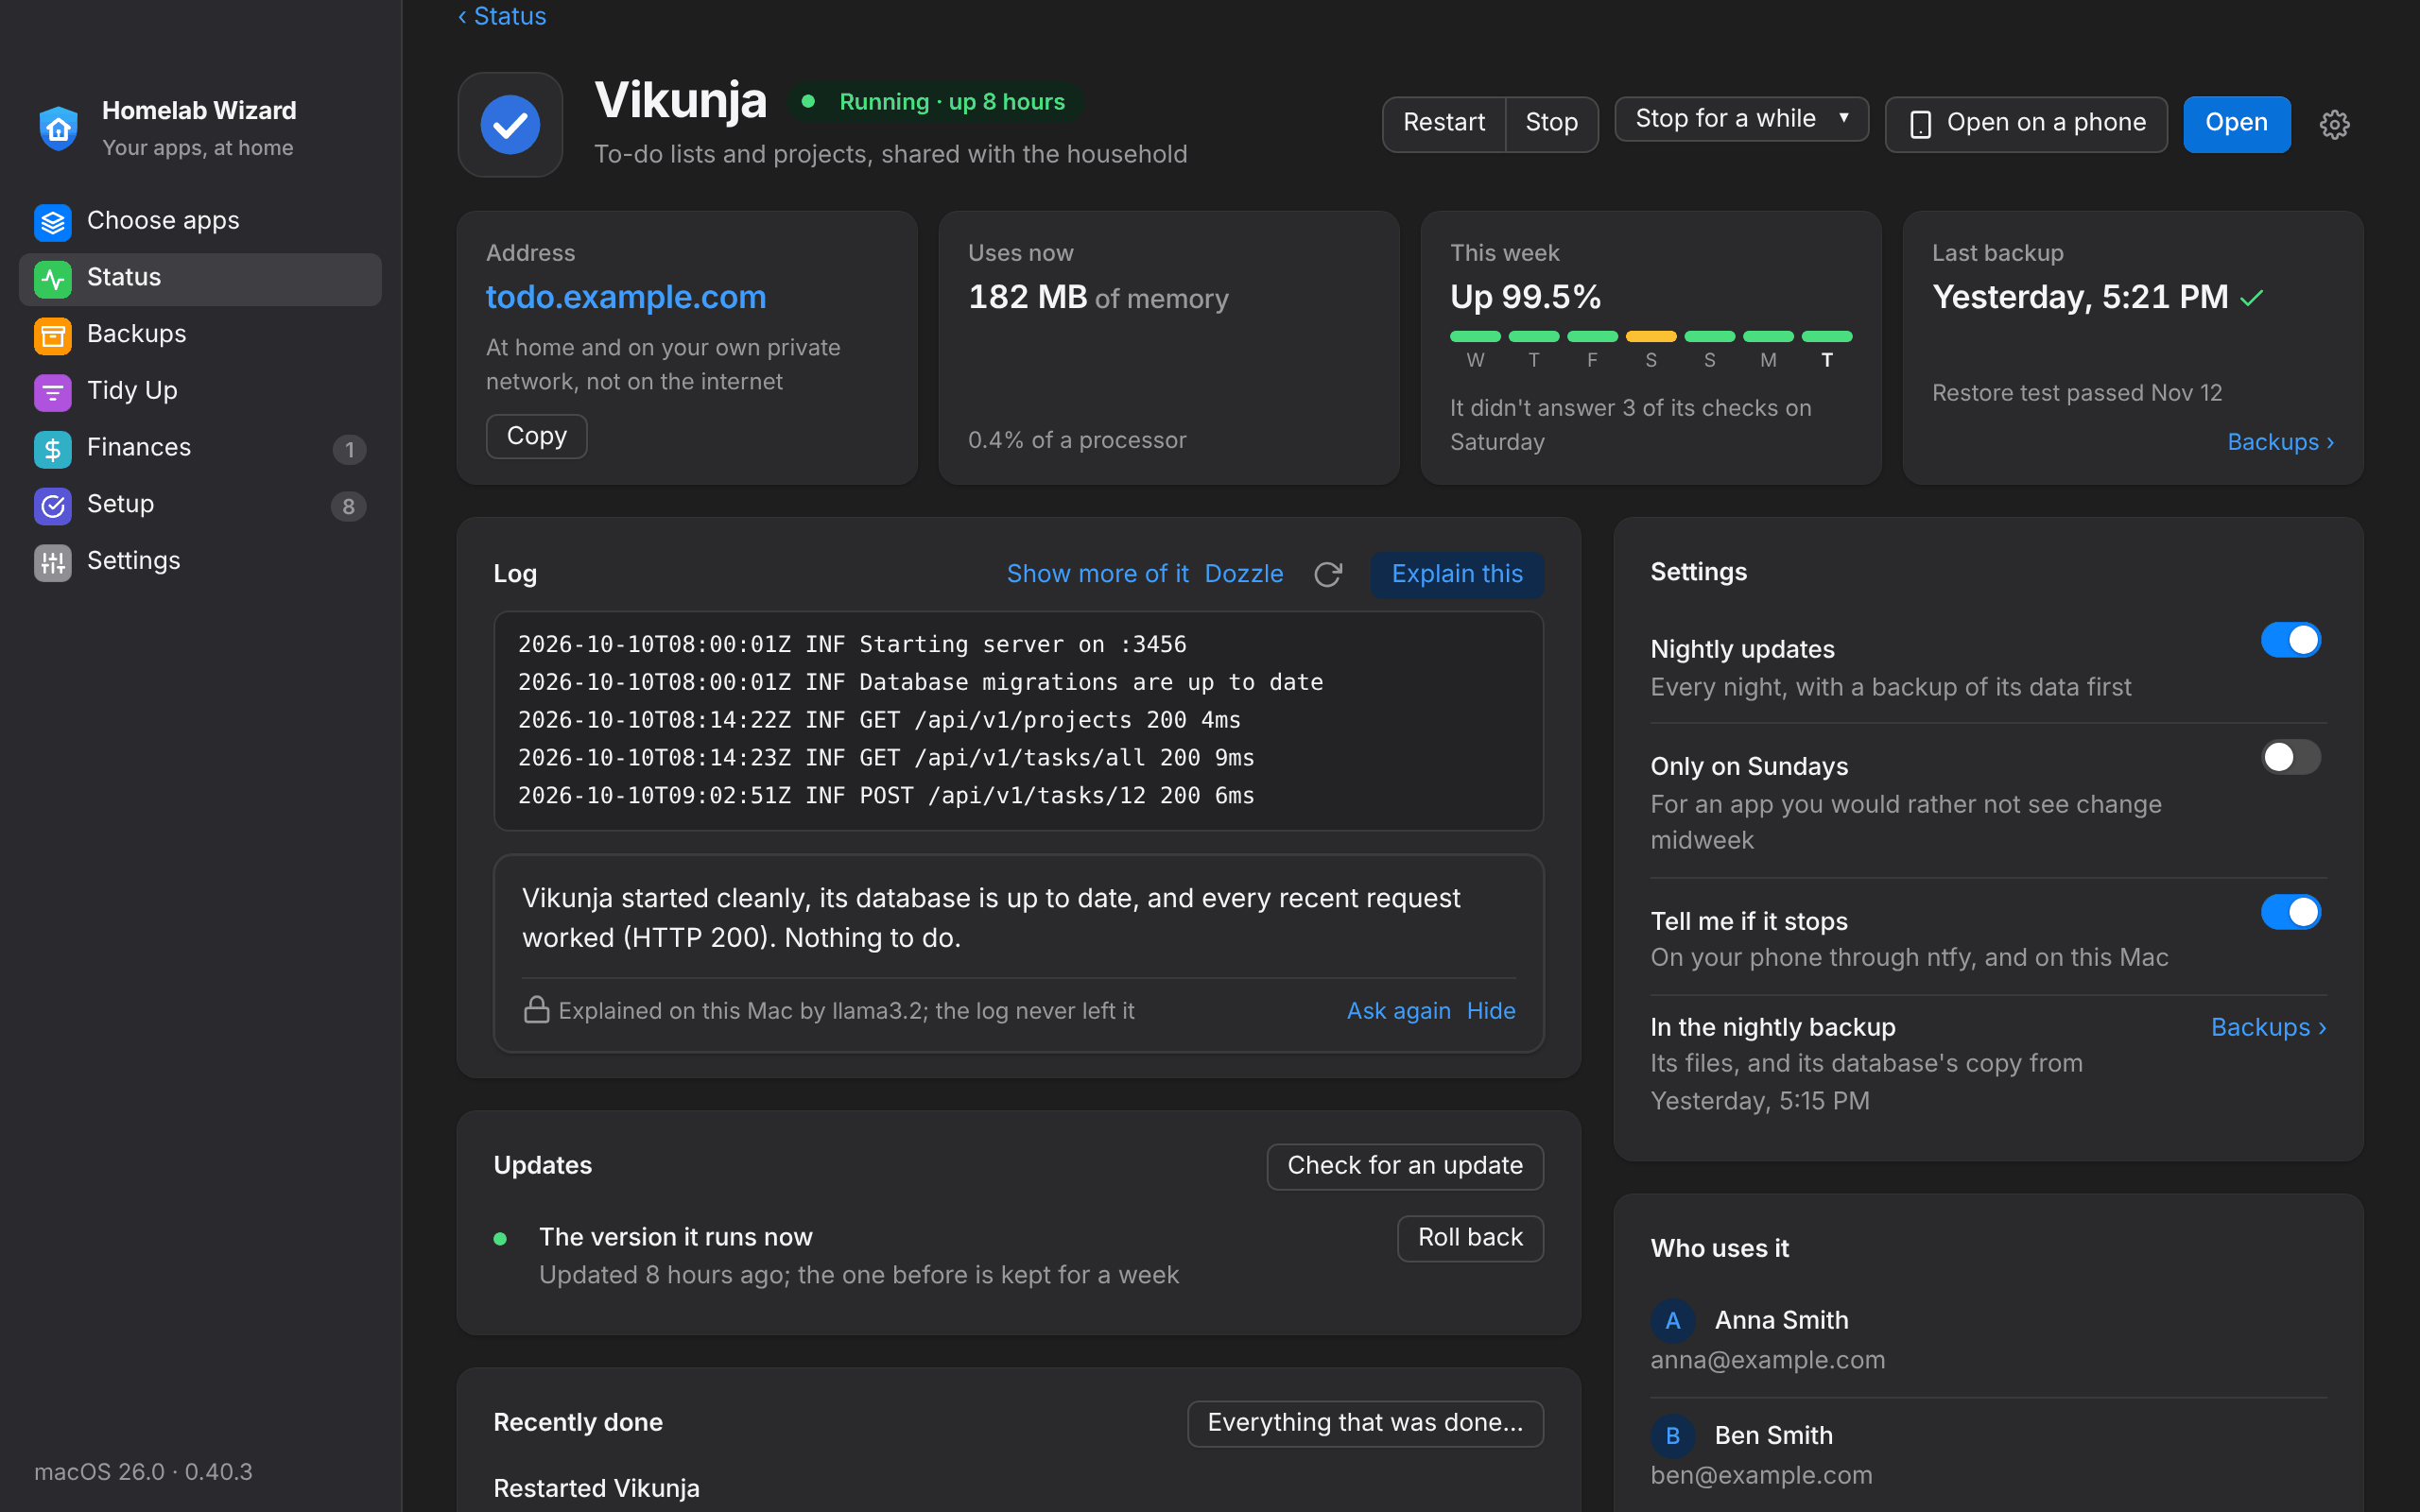 ‹ Status
Homelab Wizard
Your apps, at home
Choose apps
Status
Backups
Tidy Up
Finances 1
Setup 8
Settings
macOS 26.0 · 0.40.3
Vikunja
Running · up 8 hours
To-do lists and projects, shared with the household
Restart
Stop
Stop for a while
Open on a phone
Open
Address
todo.example.com
At home and on your own private
network, not on the internet
Copy
Uses now
182 MB of memory
0.4% of a processor
This week
Up 99.5%
W T F S S M T
It didn't answer 3 of its checks on
Saturday
Last backup
Yesterday, 5:21 PM
Restore test passed Nov 12
Backups ›
Log
Show more of it
Dozzle
Explain this
2026-10-10T08:00:01Z INF Starting server on :3456
2026-10-10T08:00:01Z INF Database migrations are up to date
2026-10-10T08:14:22Z INF GET /api/v1/projects 200 4ms
2026-10-10T08:14:23Z INF GET /api/v1/tasks/all 200 9ms
2026-10-10T09:02:51Z INF POST /api/v1/tasks/12 200 6ms
Vikunja started cleanly, its database is up to date, and every recent request
worked (HTTP 200). Nothing to do.
Explained on this Mac by llama3.2; the log never left it
Ask again
Hide
Updates
Check for an update
The version it runs now
Roll back
Updated 8 hours ago; the one before is kept for a week
Recently done
Everything that was done...
Restarted Vikunja
Settings
Nightly updates
Every night, with a backup of its data first
Only on Sundays
For an app you would rather not see change
midweek
Tell me if it stops
On your phone through ntfy, and on this Mac
In the nightly backup
Backups ›
Its files, and its database's copy from
Yesterday, 5:15 PM
Who uses it
A Anna Smith
anna@example.com
B Ben Smith
ben@example.com